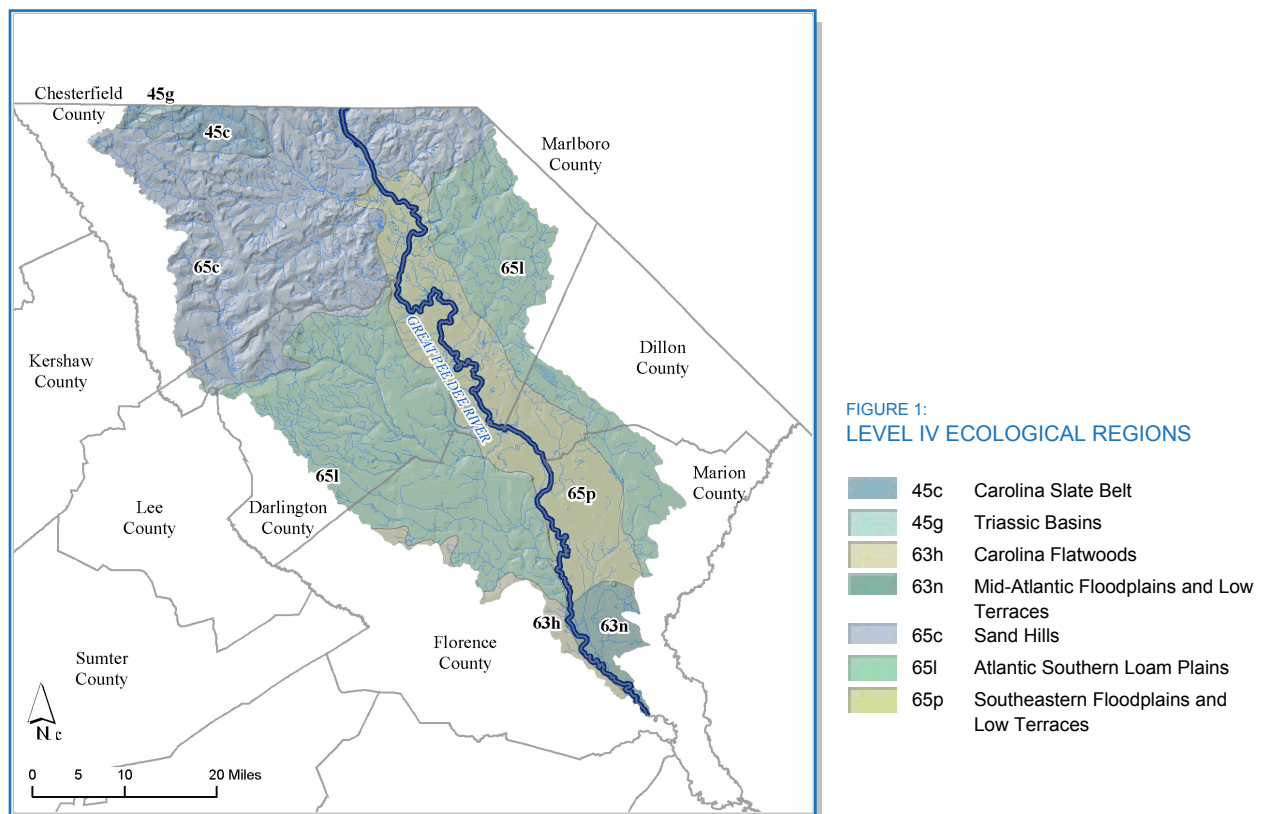 Chesterfield
County
45g
45c
Marlboro
County
65c
65l
Kershaw
County
GREAT PEE DEE RIVER
Dillon
County
65l
Lee
County
Darlington
County
65p
Marion
County
63h
63n
Florence
County
Sumter
County
N
0 5 10 20 Miles
FIGURE 1:
LEVEL IV ECOLOGICAL REGIONS
45c Carolina Slate Belt
45g Triassic Basins
63h Carolina Flatwoods
63n Mid-Atlantic Floodplains and Low
Terraces
65c Sand Hills
65l Atlantic Southern Loam Plains
65p Southeastern Floodplains and
Low Terraces